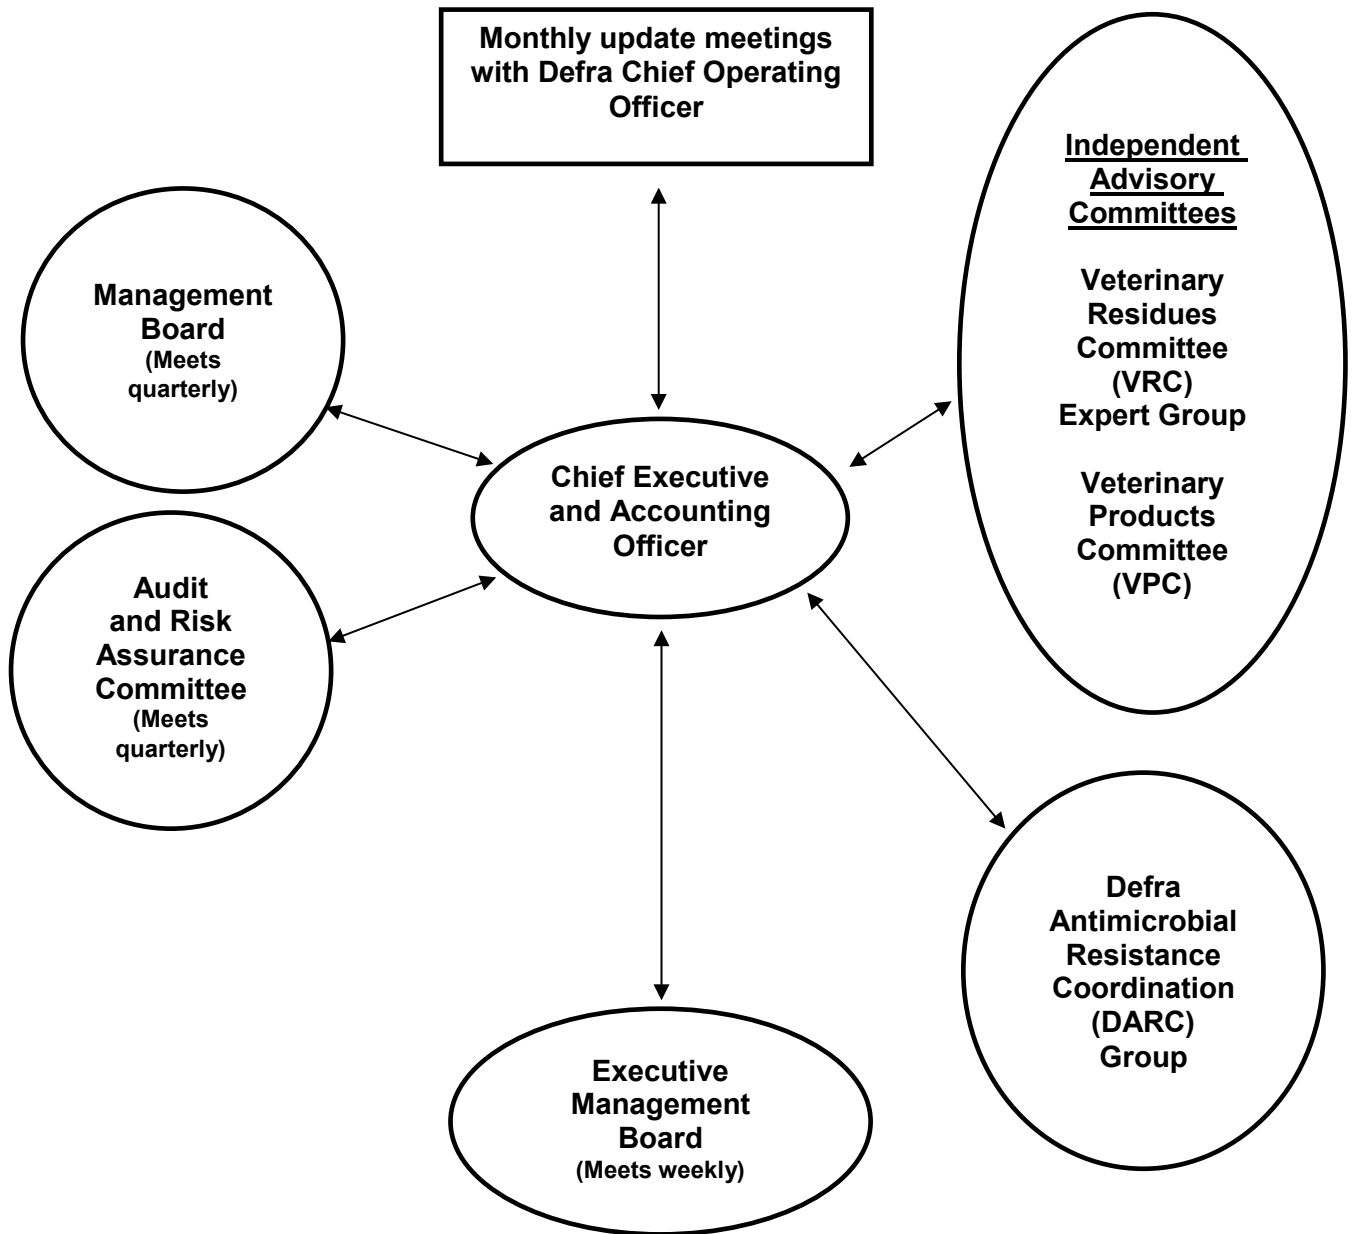 Monthly update meetings
with Defra Chief Operating
Officer
Independent
Advisory
Committees
Veterinary
Residues
Committee
(VRC)
Expert Group
Veterinary
Products
Committee
(VPC)
Management
Board
(Meets
quarterly)
Chief Executive
and Accounting
Officer
Audit
and Risk
Assurance
Committee
(Meets
quarterly)
Defra
Antimicrobial
Resistance
Coordination
(DARC)
Group
Executive
Management
Board
(Meets weekly)